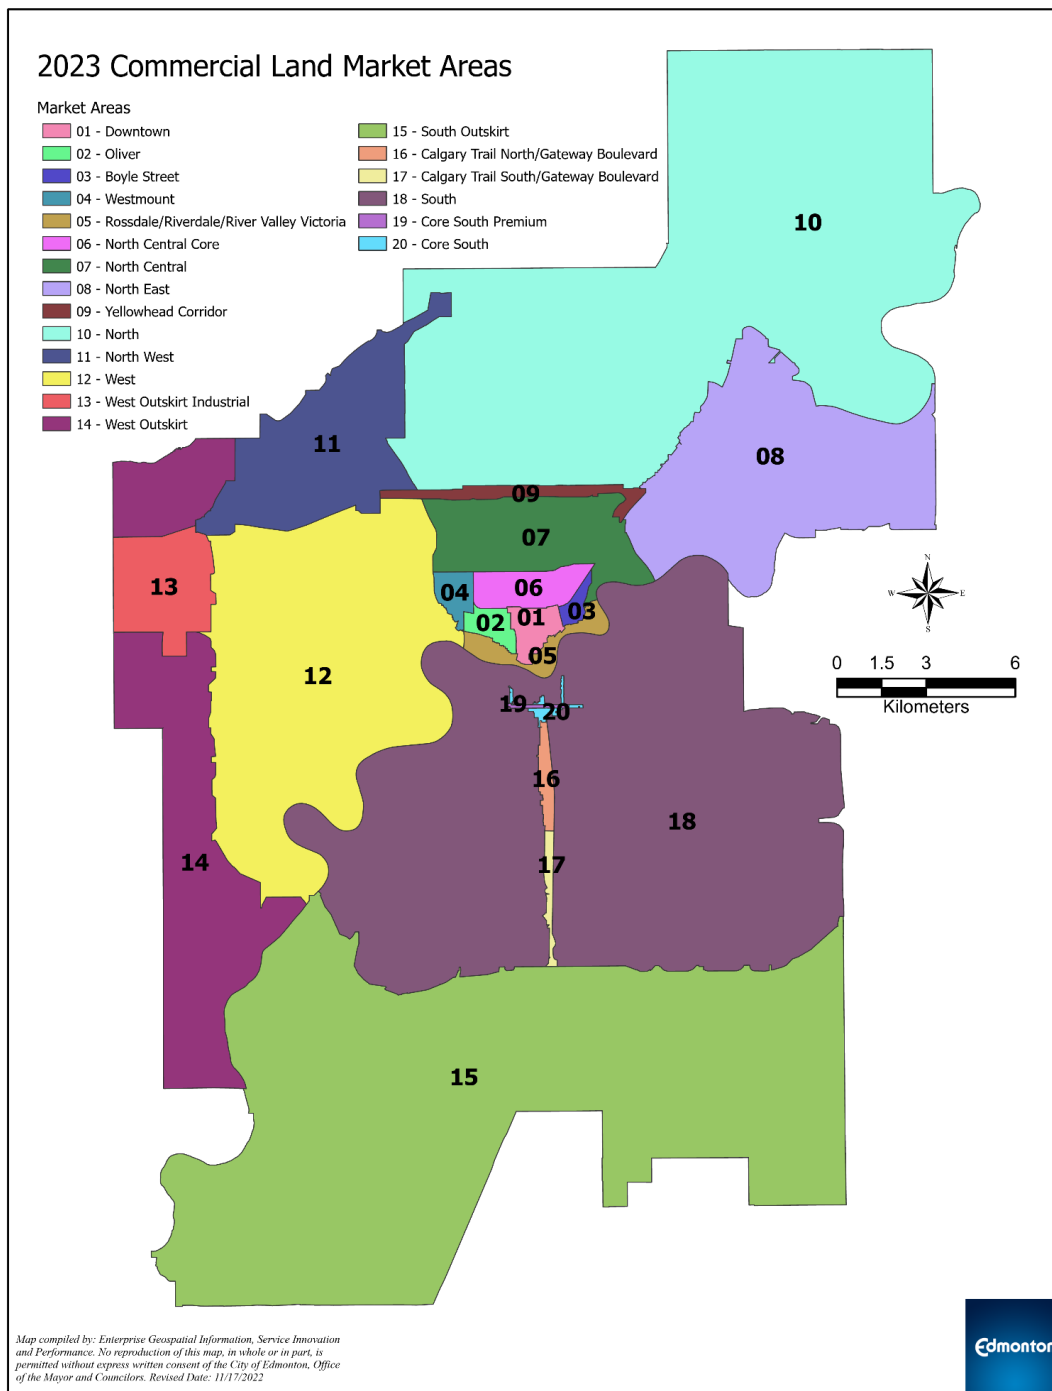 2023 Commercial Land Market Areas
Market Areas
01 - Downtown
02 - Oliver
03 - Boyle Street
04 - Westmount
05 - Rossdale/Riverdale/River Valley Victoria
06 - North Central Core
07 - North Central
08 - North East
09 - Yellowhead Corridor
10 - North
11 - North West
12 - West
13 - West Outskirt Industrial
14 - West Outskirt
15 - South Outskirt
16 - Calgary Trail North/Gateway Boulevard
17 - Calgary Trail South/Gateway Boulevard
18 - South
19 - Core South Premium
20 - Core South
10
11
08
09
07
13
04
06
02
01
03
05
12
19
20
16
18
17
14
15
N
W E
S
0 1.5 3 6
Kilometers
Map compiled by: Enterprise Geospatial Information, Service Innovation
and Performance. No reproduction of this map, in whole or in part, is
permitted without express written consent of the City of Edmonton, Office
of the Mayor and Councilors. Revised Date: 11/17/2022
Edmonton